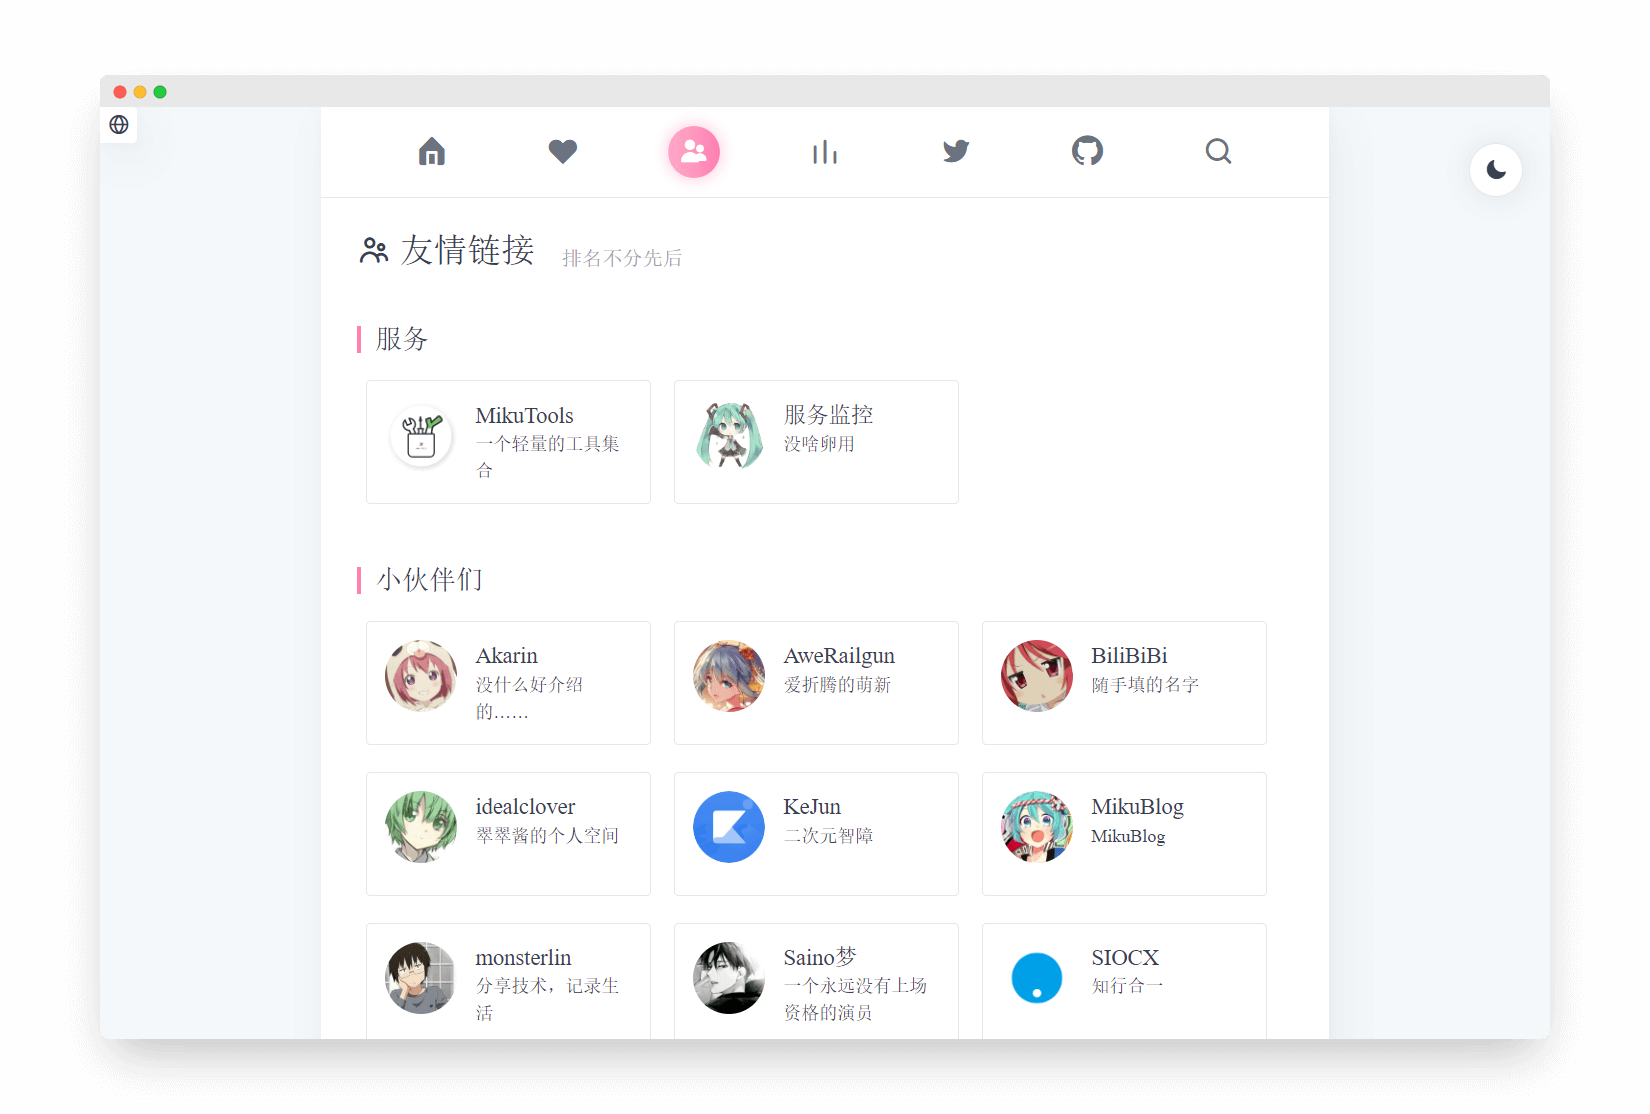 友情链接 排名不分先后
服务
MikuTools
一个轻量的工具集
合
服务监控
没啥卵用
小伙伴们
Akarin
没什么好介绍
的……
AweRailgun
爱折腾的萌新
BiliBiBi
随手填的名字
idealclover
翠翠酱的个人空间
KeJun
二次元智障
MikuBlog
MikuBlog
monsterlin
分享技术，记录生
活
Saino梦
一个永远没有上场
资格的演员
SIOCX
知行合一